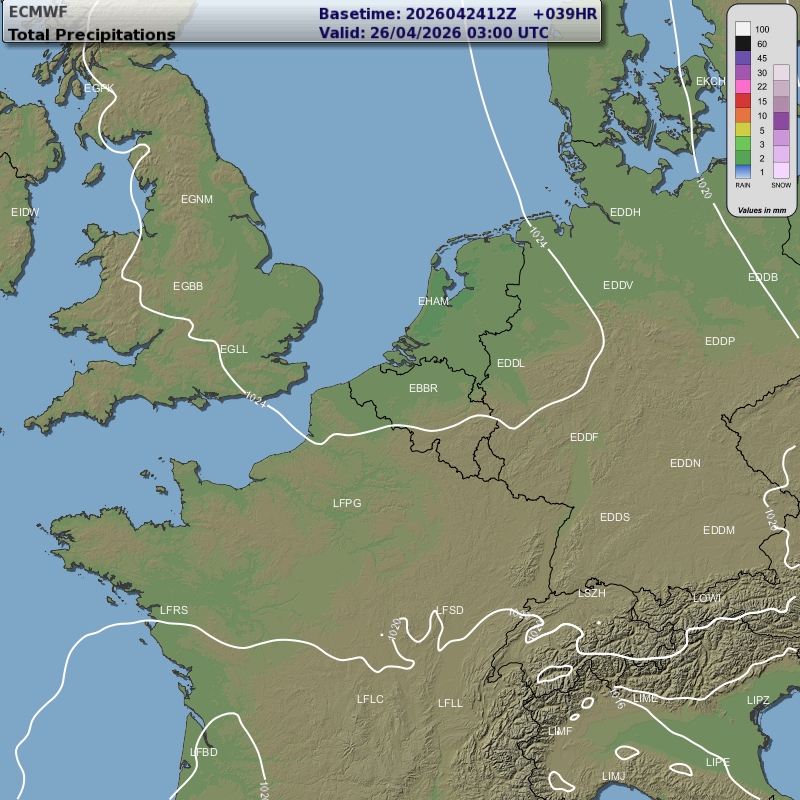 ECMWF
Basetime: 2026042412Z +039HR
Total Precipitations
Valid: 26/04/2026 03:00 UTC
100
60
45
30
22
15
10
5
3
2
1
RAIN SNOW
Values in mm
EGPK
EKCH
EIDW
EGNM
EDDH
1020
1024
EGBB
EDDV
EDDB
EHAM
EGLL
EDDP
EDDL
EBBR
1024
EDDF
EDDN
LFPG
EDDS
1020
EDDM
LSZH
LOWI
LFRS
LFSD
1020
LFLC
LFLL
LIML
LIPZ
1016
LIMF
LFBD
LIPE
LIMJ
1020